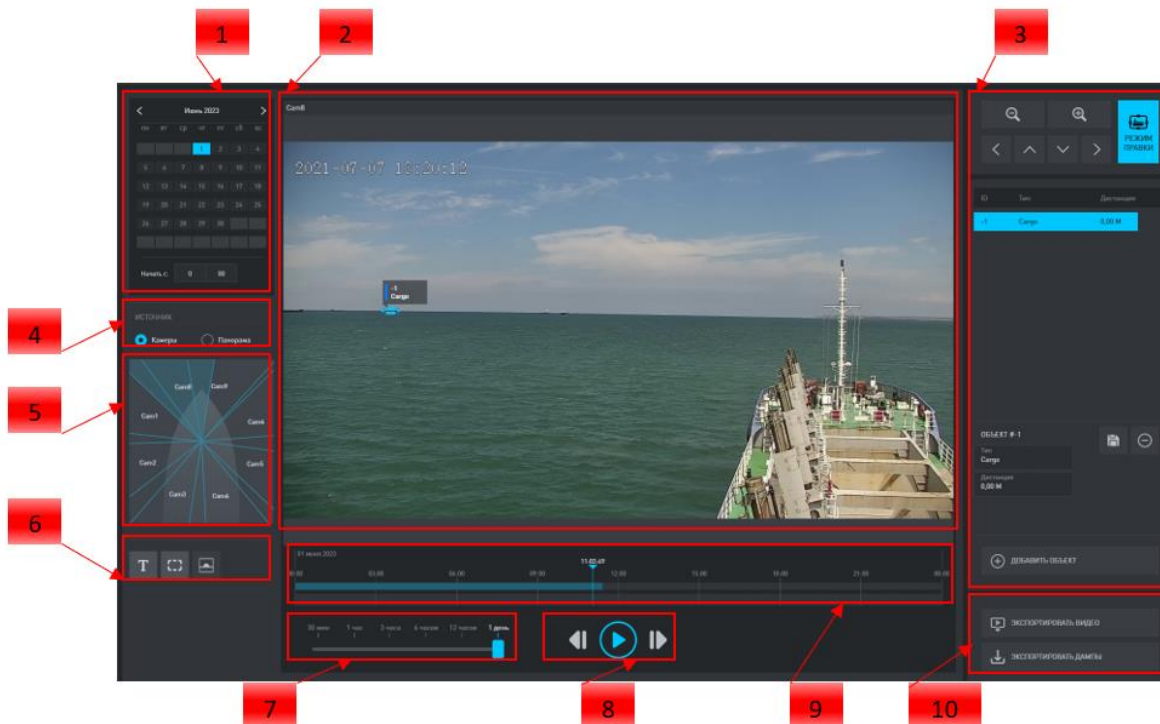 1
2
3
Июнь 2023
пн вт ср чт пт сб вс
1 2 3 4
5 6 7 8 9 10 11
12 13 14 15 16 17 18
19 20 21 22 23 24 25
26 27 28 29 30
Начать с: 0 00
4
ИСТОЧНИК
Камеры Панорама
5
Cam8 Cam9
Cam1
Cam2 Cam5
Cam3
6
T
Cam8
2021-07-07 13:20:12
-1
Cargo
01 июня 2023
00:00 03:00 06:00 09:00 12:00 15:00 18:00 21:00 00:00
30 мин 1 час 3 часа 6 часов 12 часов 1 день
РЕЖИМ
ПРАВКИ
ID Тип Дистанция
-1 Cargo 0,00 М
ОБЪЕКТ #-1
Тип
Cargo
Дистанция
0,00 М
ДОБАВИТЬ ОБЪЕКТ
ЭКСПОРТИРОВАТЬ ВИДЕО
ЭКСПОРТИРОВАТЬ ДАМПЫ
7
8
9
10